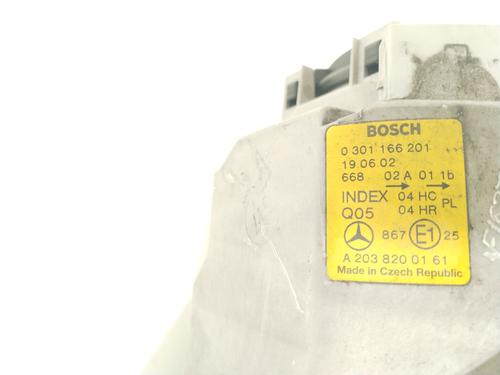 BOSCH
0 301 166 201
19.06.02
668 02 A 01 1b
INDEX 04 HC PL
Q05 04 HR
867 E1 25
A 203 820 01 61
Made in Czech Republic